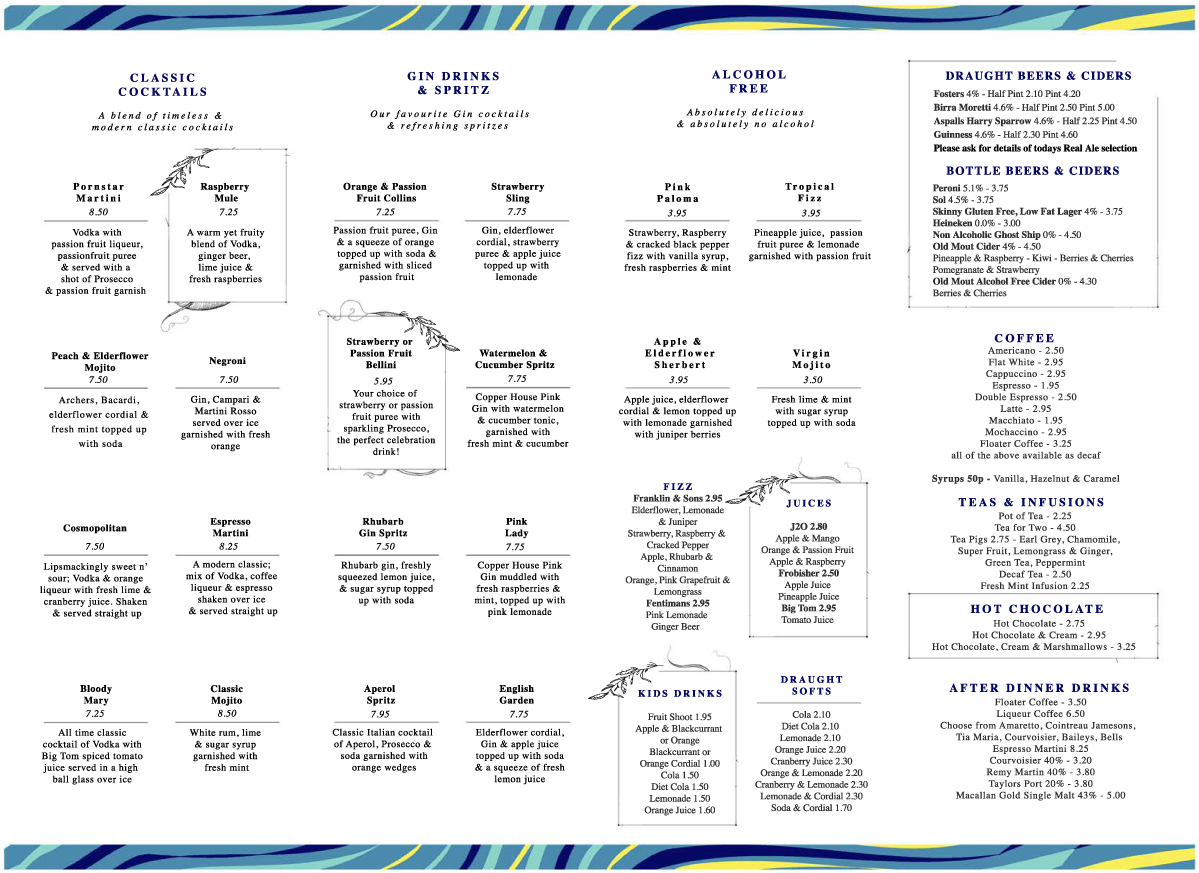 CLASSIC
COCKTAILS
A blend of timeless &
modern classic cocktails
Pornstar
Martini
8.50
Vodka with
passion fruit liqueur,
passionfruit puree
& served with a
shot of Prosecco
& passion fruit garnish
Raspberry
Mule
7.25
A warm yet fruity
blend of Vodka,
ginger beer,
lime juice &
fresh raspberries
Peach & Elderflower
Mojito
7.50
Archers, Bacardi,
elderflower cordial &
fresh mint topped up
with soda
Negroni
7.50
Gin, Campari &
Martini Rosso
served over ice
garnished with fresh
orange
Cosmopolitan
7.50
Lipsmackingly sweet n'
sour; Vodka & orange
liqueur with fresh lime &
cranberry juice. Shaken
& served straight up
Espresso
Martini
8.25
A modern classic;
mix of Vodka, coffee
liqueur & espresso
shaken over ice
& served straight up
Bloody
Mary
7.25
All time classic
cocktail of Vodka with
Big Tom spiced tomato
juice served in a high
ball glass over ice
Classic
Mojito
8.50
White rum, lime
& sugar syrup
garnished with
fresh mint
GIN DRINKS
& SPRITZ
Our favourite Gin cocktails
& refreshing spritzes
Orange & Passion
Fruit Collins
7.25
Passion fruit puree, Gin
& a squeeze of orange
topped up with soda &
garnished with sliced
passion fruit
Strawberry
Sling
7.75
Gin, elderflower
cordial, strawberry
puree & apple juice
topped up with
lemonade
Strawberry or
Passion Fruit
Bellini
5.95
Your choice of
strawberry or passion
fruit puree with
sparkling Prosecco,
the perfect celebration
drink!
Watermelon &
Cucumber Spritz
7.75
Copper House Pink
Gin with watermelon
& cucumber tonic,
garnished with
fresh mint & cucumber
Rhubarb
Gin Spritz
7.50
Rhubarb gin, freshly
squeezed lemon juice,
& sugar syrup topped
up with soda
Pink
Lady
7.75
Copper House Pink
Gin muddled with
fresh raspberries &
mint, topped up with
pink lemonade
Aperol
Spritz
7.95
Classic Italian cocktail
of Aperol, Prosecco &
soda garnished with
orange wedges
English
Garden
7.75
Elderflower cordial,
Gin & apple juice
topped up with soda
& a squeeze of fresh
lemon juice
ALCOHOL
FREE
Absolutely delicious
& absolutely no alcohol
Pink
Paloma
3.95
Strawberry, Raspberry
& cracked black pepper
fizz with vanilla syrup,
fresh raspberries & mint
Tropical
Fizz
3.95
Pineapple juice, passion
fruit puree & lemonade
garnished with passion fruit
Apple &
Elderflower
Sherbert
3.95
Apple juice, elderflower
cordial & lemon topped up
with lemonade garnished
with juniper berries
Virgin
Mojito
3.50
Fresh lime & mint
with sugar syrup
topped up with soda
FIZZ
Franklin & Sons 2.95
Elderflower, Lemonade
& Juniper
Strawberry, Raspberry &
Cracked Pepper
Apple, Rhubarb &
Cinnamon
Orange, Pink Grapefruit &
Lemongrass
Fentimans 2.95
Pink Lemonade
Ginger Beer
JUICES
J2O 2.80
Apple & Mango
Orange & Passion Fruit
Apple & Raspberry
Frobisher 2.50
Apple Juice
Pineapple Juice
Big Tom 2.95
Tomato Juice
KIDS DRINKS
Fruit Shoot 1.95
Apple & Blackcurrant
or Orange
Blackcurrant or
Orange Cordial 1.00
Cola 1.50
Diet Cola 1.50
Lemonade 1.50
Orange Juice 1.60
DRAUGHT
SOFTS
Cola 2.10
Diet Cola 2.10
Lemonade 2.10
Orange Juice 2.20
Cranberry Juice 2.30
Orange & Lemonade 2.20
Cranberry & Lemonade 2.30
Lemonade & Cordial 2.30
Soda & Cordial 1.70
DRAUGHT BEERS & CIDERS
Fosters 4% - Half Pint 2.10 Pint 4.20
Birra Moretti 4.6% - Half Pint 2.50 Pint 5.00
Aspalls Harry Sparrow 4.6% - Half 2.25 Pint 4.50
Guinness 4.6% - Half 2.30 Pint 4.60
Please ask for details of todays Real Ale selection
BOTTLE BEERS & CIDERS
Peroni 5.1% - 3.75
Sol 4.5% - 3.75
Skinny Gluten Free, Low Fat Lager 4% - 3.75
Heineken 0.0% - 3.00
Non Alcoholic Ghost Ship 0% - 4.50
Old Mout Cider 4% - 4.50
Pineapple & Raspberry - Kiwi - Berries & Cherries
Pomegranate & Strawberry
Old Mout Alcohol Free Cider 0% - 4.30
Berries & Cherries
COFFEE
Americano - 2.50
Flat White - 2.95
Cappuccino - 2.95
Espresso - 1.95
Double Espresso - 2.50
Latte - 2.95
Macchiato - 1.95
Mochaccino - 2.95
Floater Coffee - 3.25
all of the above available as decaf
Syrups 50p - Vanilla, Hazelnut & Caramel
TEAS & INFUSIONS
Pot of Tea - 2.25
Tea for Two - 4.50
Tea Pigs 2.75 - Earl Grey, Chamomile,
Super Fruit, Lemongrass & Ginger,
Green Tea, Peppermint
Decaf Tea - 2.50
Fresh Mint Infusion 2.25
HOT CHOCOLATE
Hot Chocolate - 2.75
Hot Chocolate & Cream - 2.95
Hot Chocolate, Cream & Marshmallows - 3.25
AFTER DINNER DRINKS
Floater Coffee - 3.50
Liqueur Coffee 6.50
Choose from Amaretto, Cointreau Jamesons,
Tia Maria, Courvoisier, Baileys, Bells
Espresso Martini 8.25
Courvoisier 40% - 3.20
Remy Martin 40% - 3.80
Taylors Port 20% - 3.80
Macallan Gold Single Malt 43% - 5.00